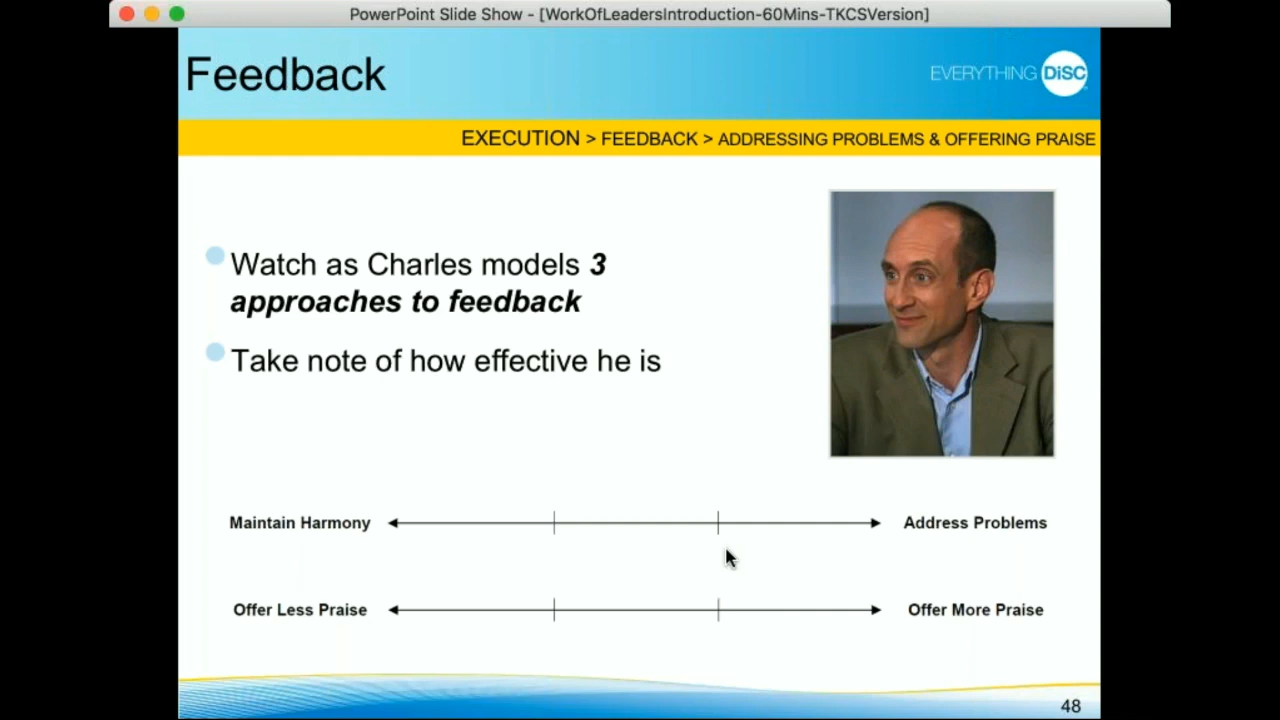 PowerPoint Slide Show - [WorkOfLeadersIntroduction-60Mins-TKCSVersion]
Feedback
EVERYTHING DiSC
EXECUTION > FEEDBACK > ADDRESSING PROBLEMS & OFFERING PRAISE
Watch as Charles models 3
approaches to feedback
Take note of how effective he is
Maintain Harmony
Address Problems
Offer Less Praise
Offer More Praise
48